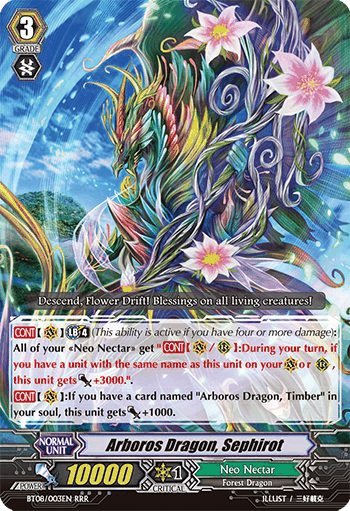 3
GRADE
Descend, Flower Drift! Blessings on all living creatures!
CONT【 】LB4 (This ability is active if you have four or more damage):
All of your «Neo Nectar» get "CONT【 / 】:During your turn, if
you have a unit with the same name as this unit on your or ,
this unit gets +3000.".
CONT【 】:If you have a card named "Arboros Dragon, Timber" in
your soul, this unit gets +1000.
NORMAL
UNIT
Arboros Dragon, Sephirot
POWER
10000
1
CRITICAL
Neo Nectar
Forest Dragon
BT08/003EN RRR
ILLUST / 三好載克